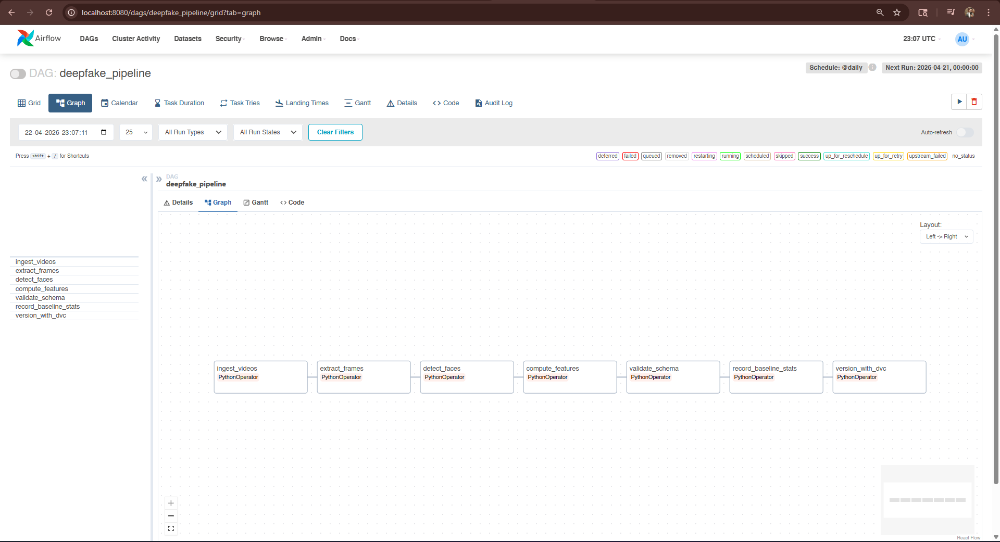 localhost:8080/dags/deepfake_pipeline/grid?tab=graph
Airflow DAGs Cluster Activity Datasets Security Browse Admin Docs 23:07 UTC AU
DAG: deepfake_pipeline Schedule: @daily Next Run: 2026-04-21, 00:00:00
Grid Graph Calendar Task Duration Task Tries Landing Times Gantt Details Code Audit Log
22-04-2026 23:07:11 25 All Run Types All Run States Clear Filters Auto-refresh
Press shift + / for Shortcuts deferred failed queued removed restarting running scheduled skipped success up_for_reschedule up_for_retry upstream_failed no_status
DAG
deepfake_pipeline
Details Graph Gantt Code
Layout:
Left -> Right
ingest_videos
extract_frames
detect_faces
compute_features
validate_schema
record_baseline_stats
version_with_dvc
ingest_videos extract_frames detect_faces compute_features validate_schema record_baseline_stats version_with_dvc
PythonOperator PythonOperator PythonOperator PythonOperator PythonOperator PythonOperator PythonOperator
React Flow